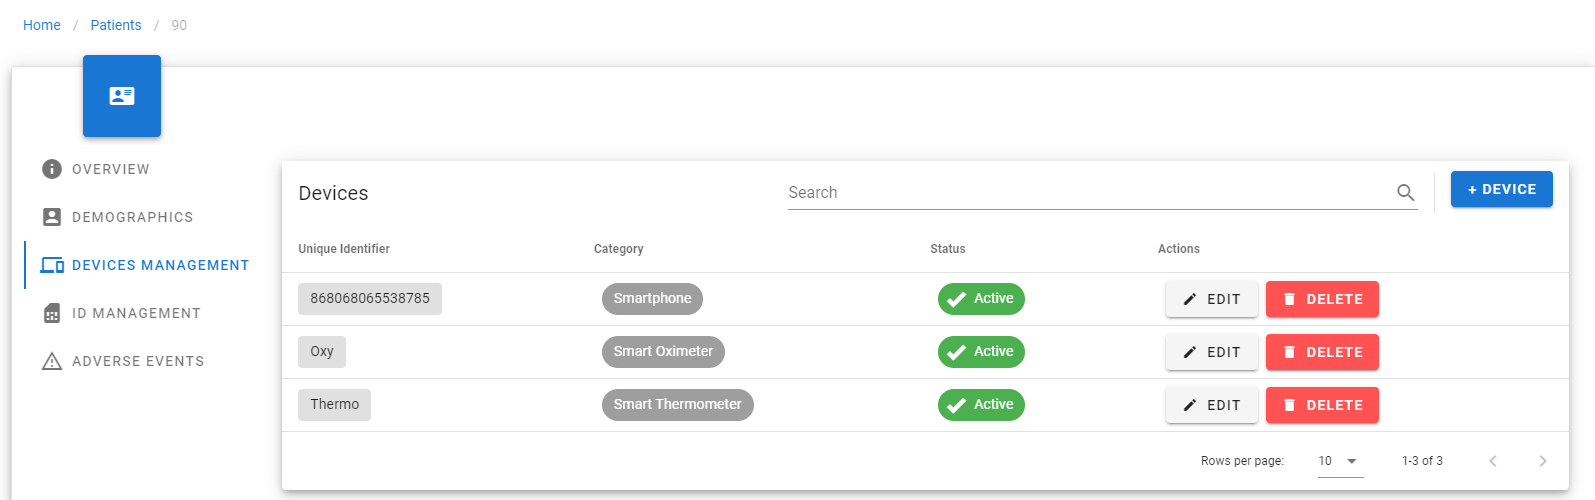 Home / Patients / 90
OVERVIEW
DEMOGRAPHICS
DEVICES MANAGEMENT
ID MANAGEMENT
ADVERSE EVENTS
Devices Search + DEVICE
Unique Identifier Category Status Actions
868068065538785 Smartphone Active EDIT DELETE
Oxy Smart Oximeter Active EDIT DELETE
Thermo Smart Thermometer Active EDIT DELETE
Rows per page: 10 1-3 of 3